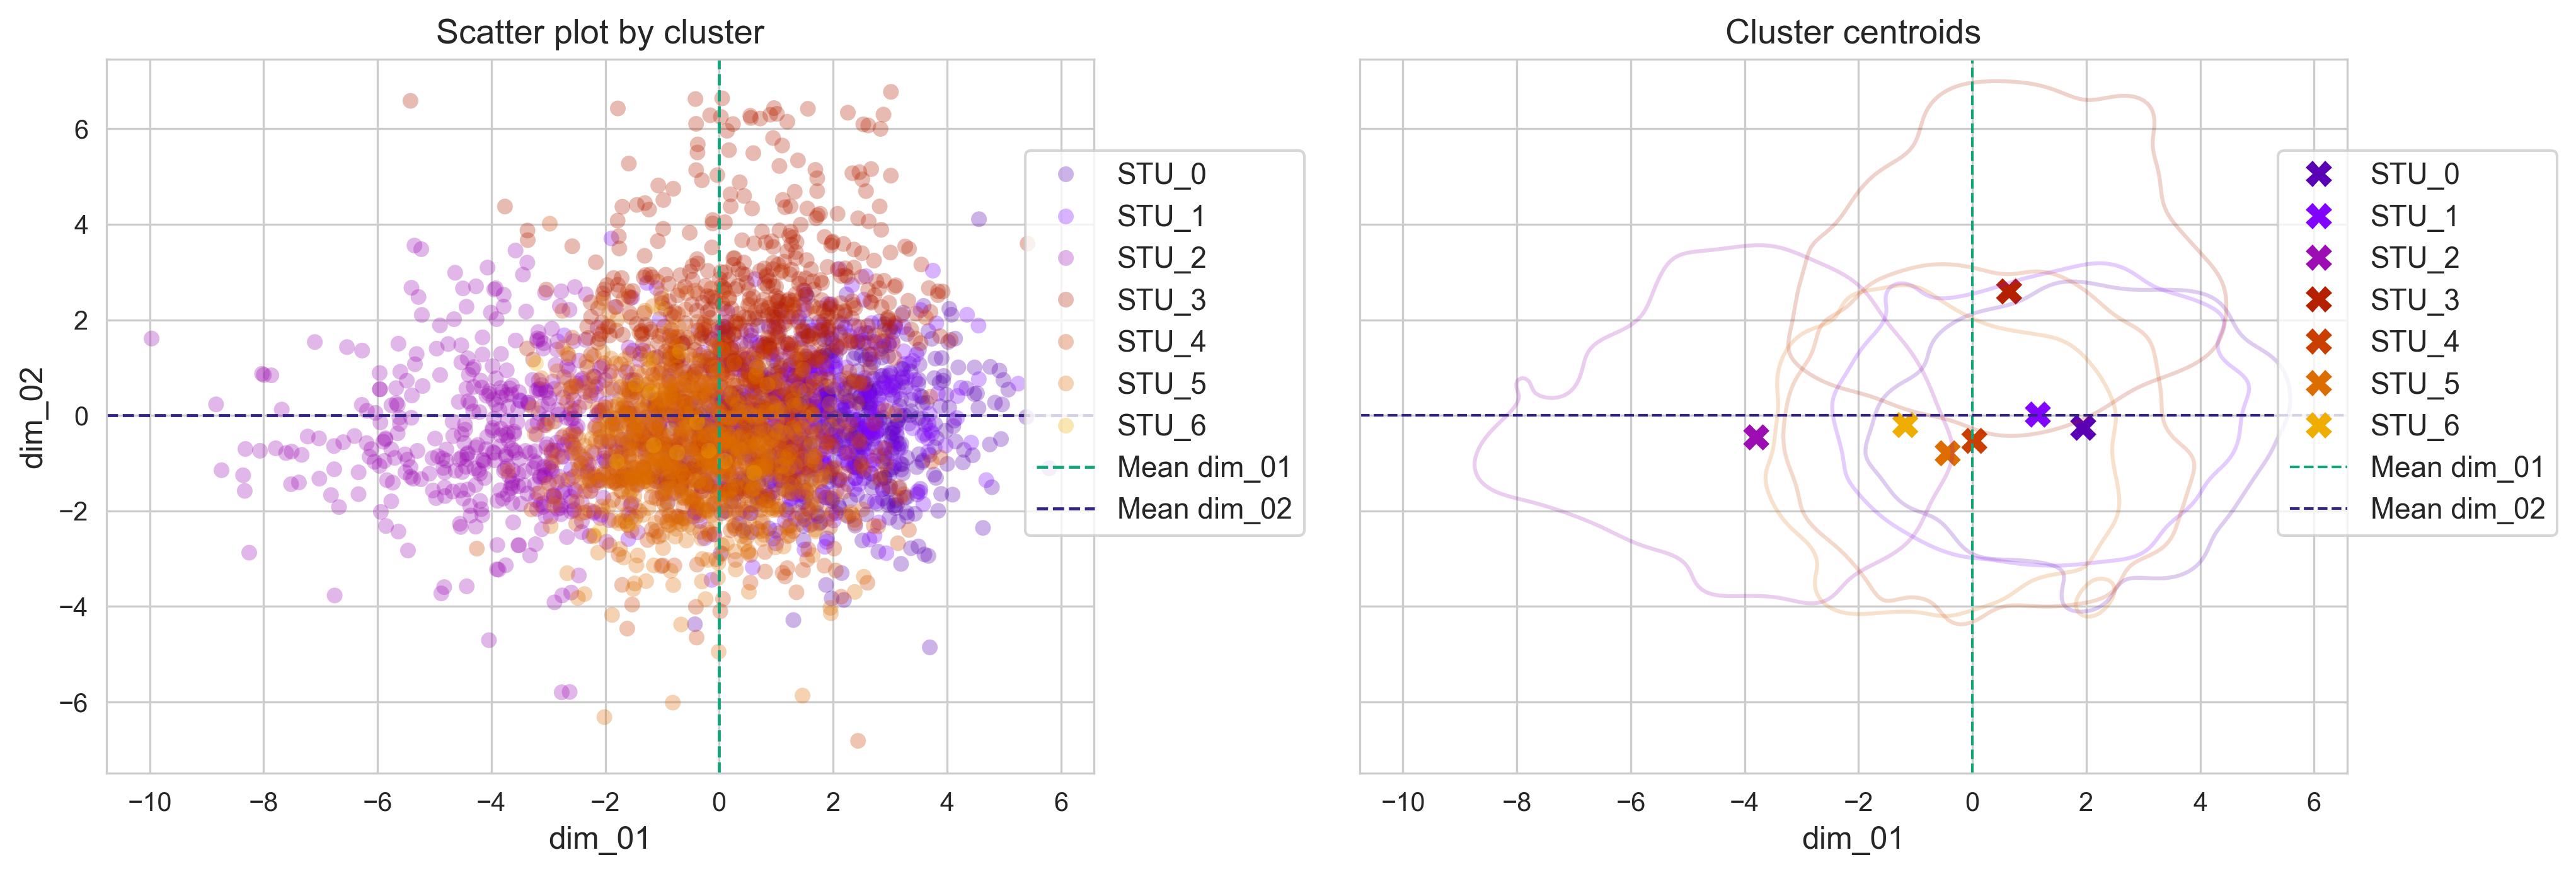 Scatter plot by cluster
6
4
2
0
−2
−4
−6
dim_02
−10 −8 −6 −4 −2 0 2 4 6
dim_01
STU_0
STU_1
STU_2
STU_3
STU_4
STU_5
STU_6
Mean dim_01
Mean dim_02
Cluster centroids
−10 −8 −6 −4 −2 0 2 4 6
dim_01
STU_0
STU_1
STU_2
STU_3
STU_4
STU_5
STU_6
Mean dim_01
Mean dim_02